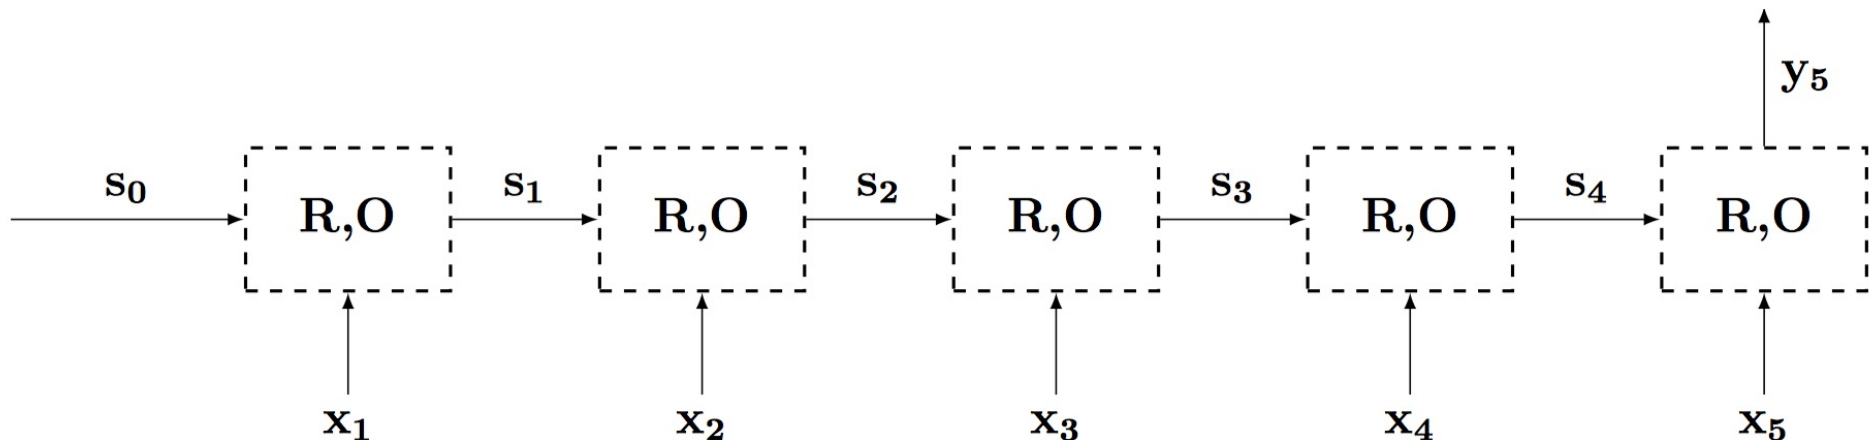 y₅
s₀ s₁ s₂ s₃ s₄
R,O R,O R,O R,O R,O
x₁ x₂ x₃ x₄ x₅